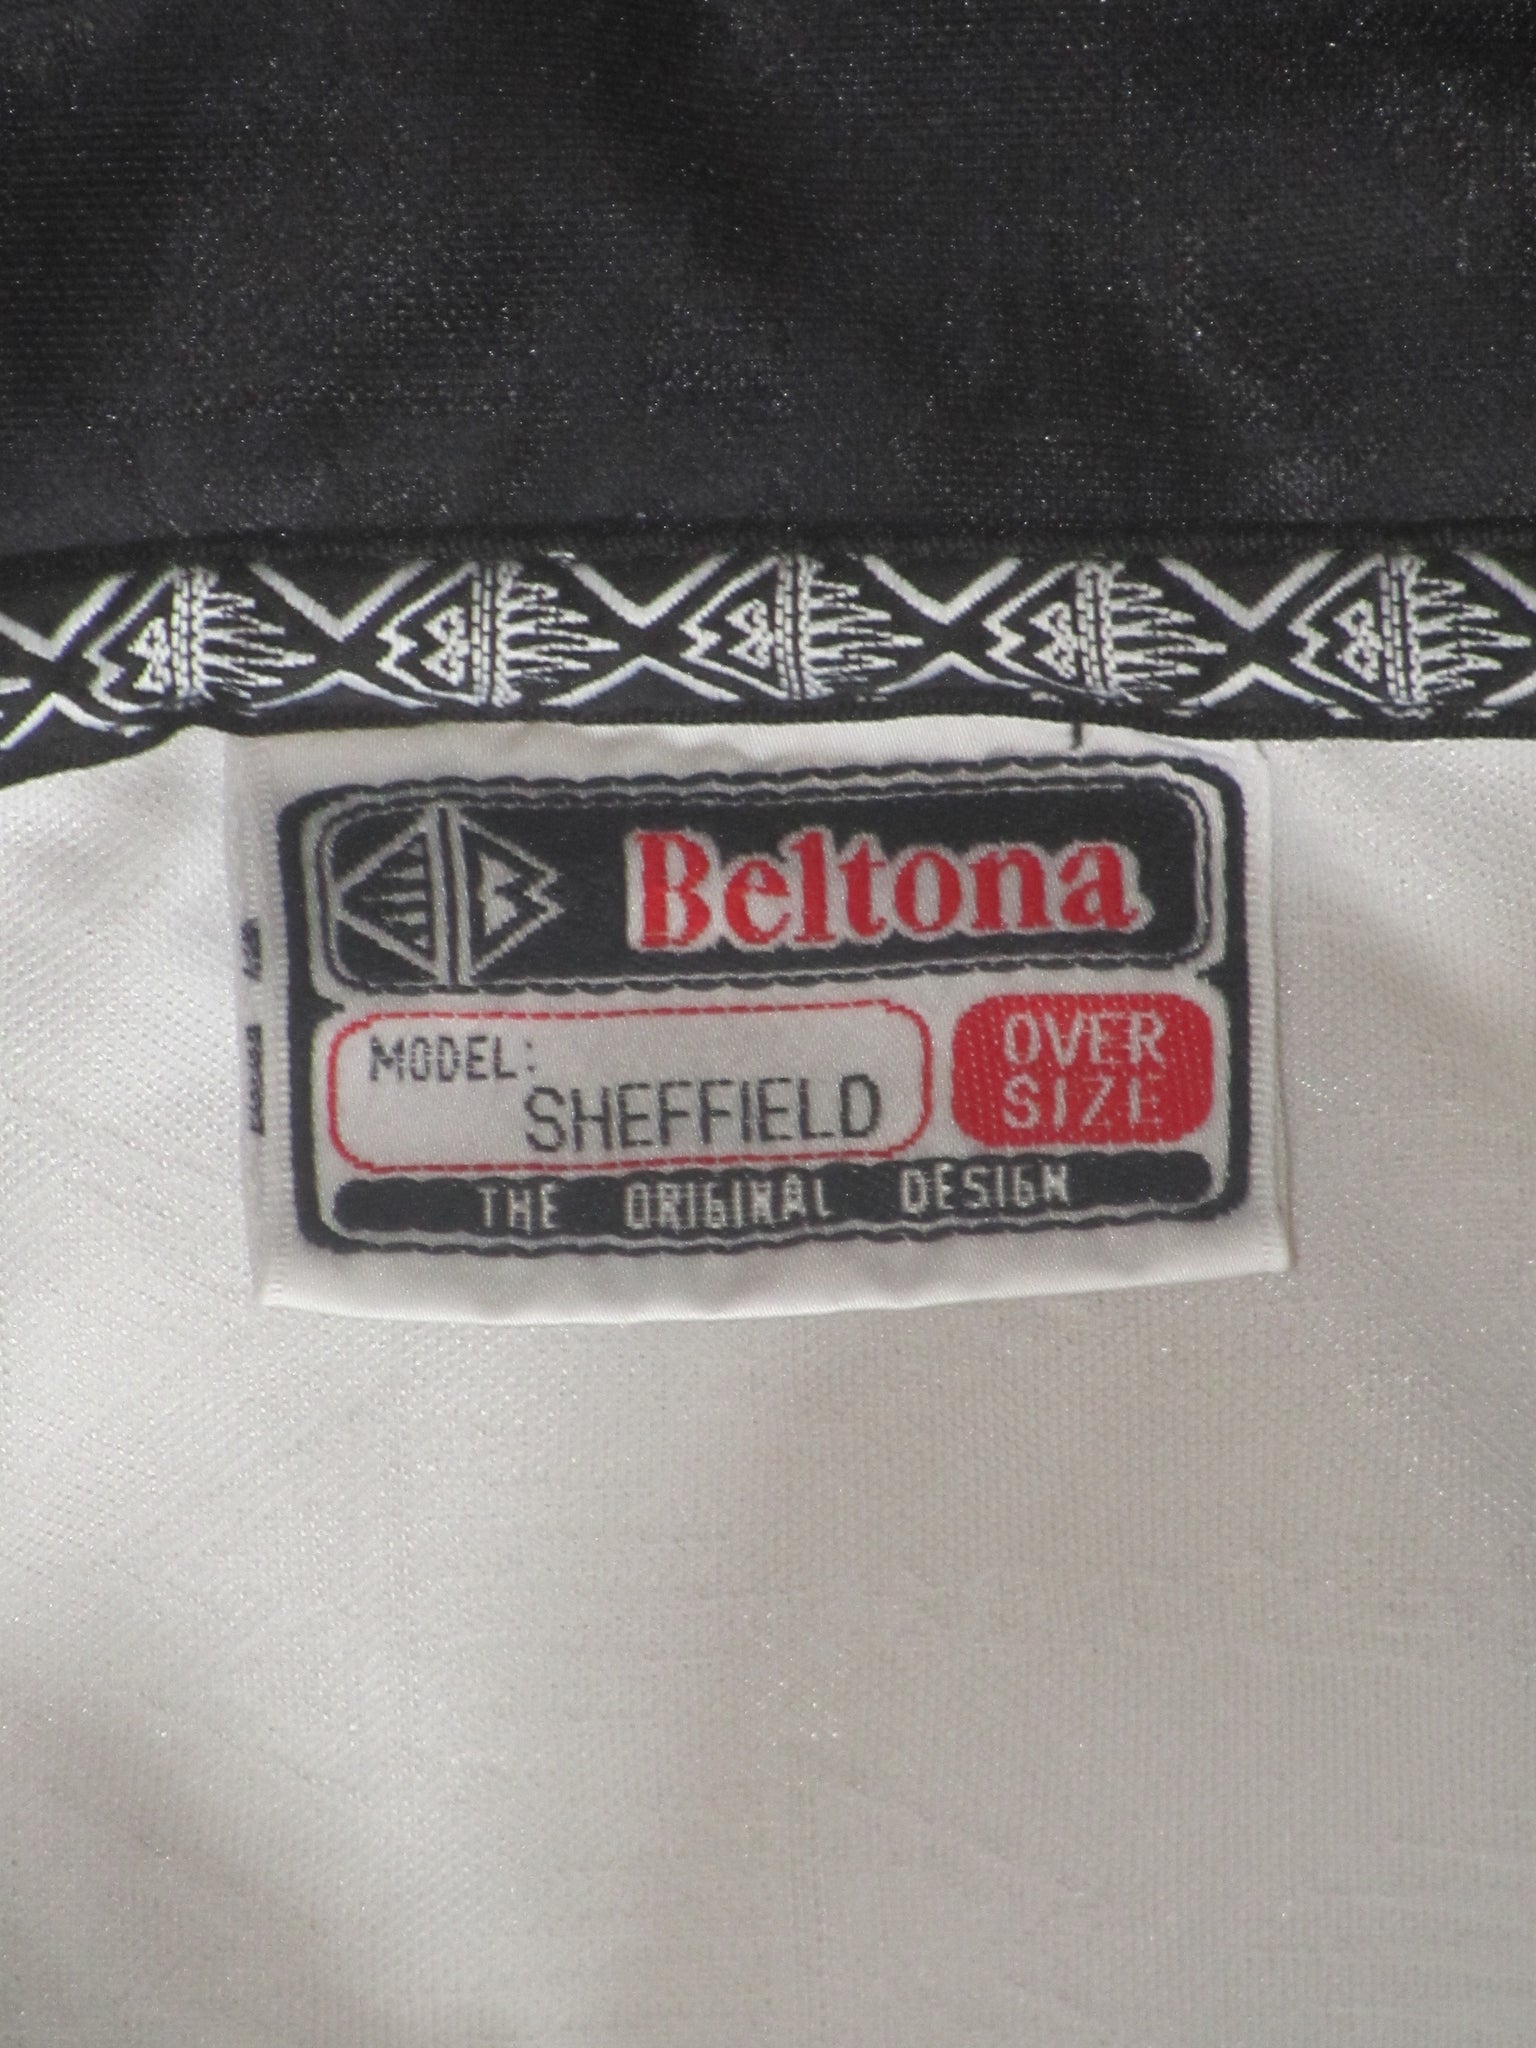 Beltona
MODEL:
SHEFFIELD
OVER
SIZE
THE ORIGINAL DESIGN